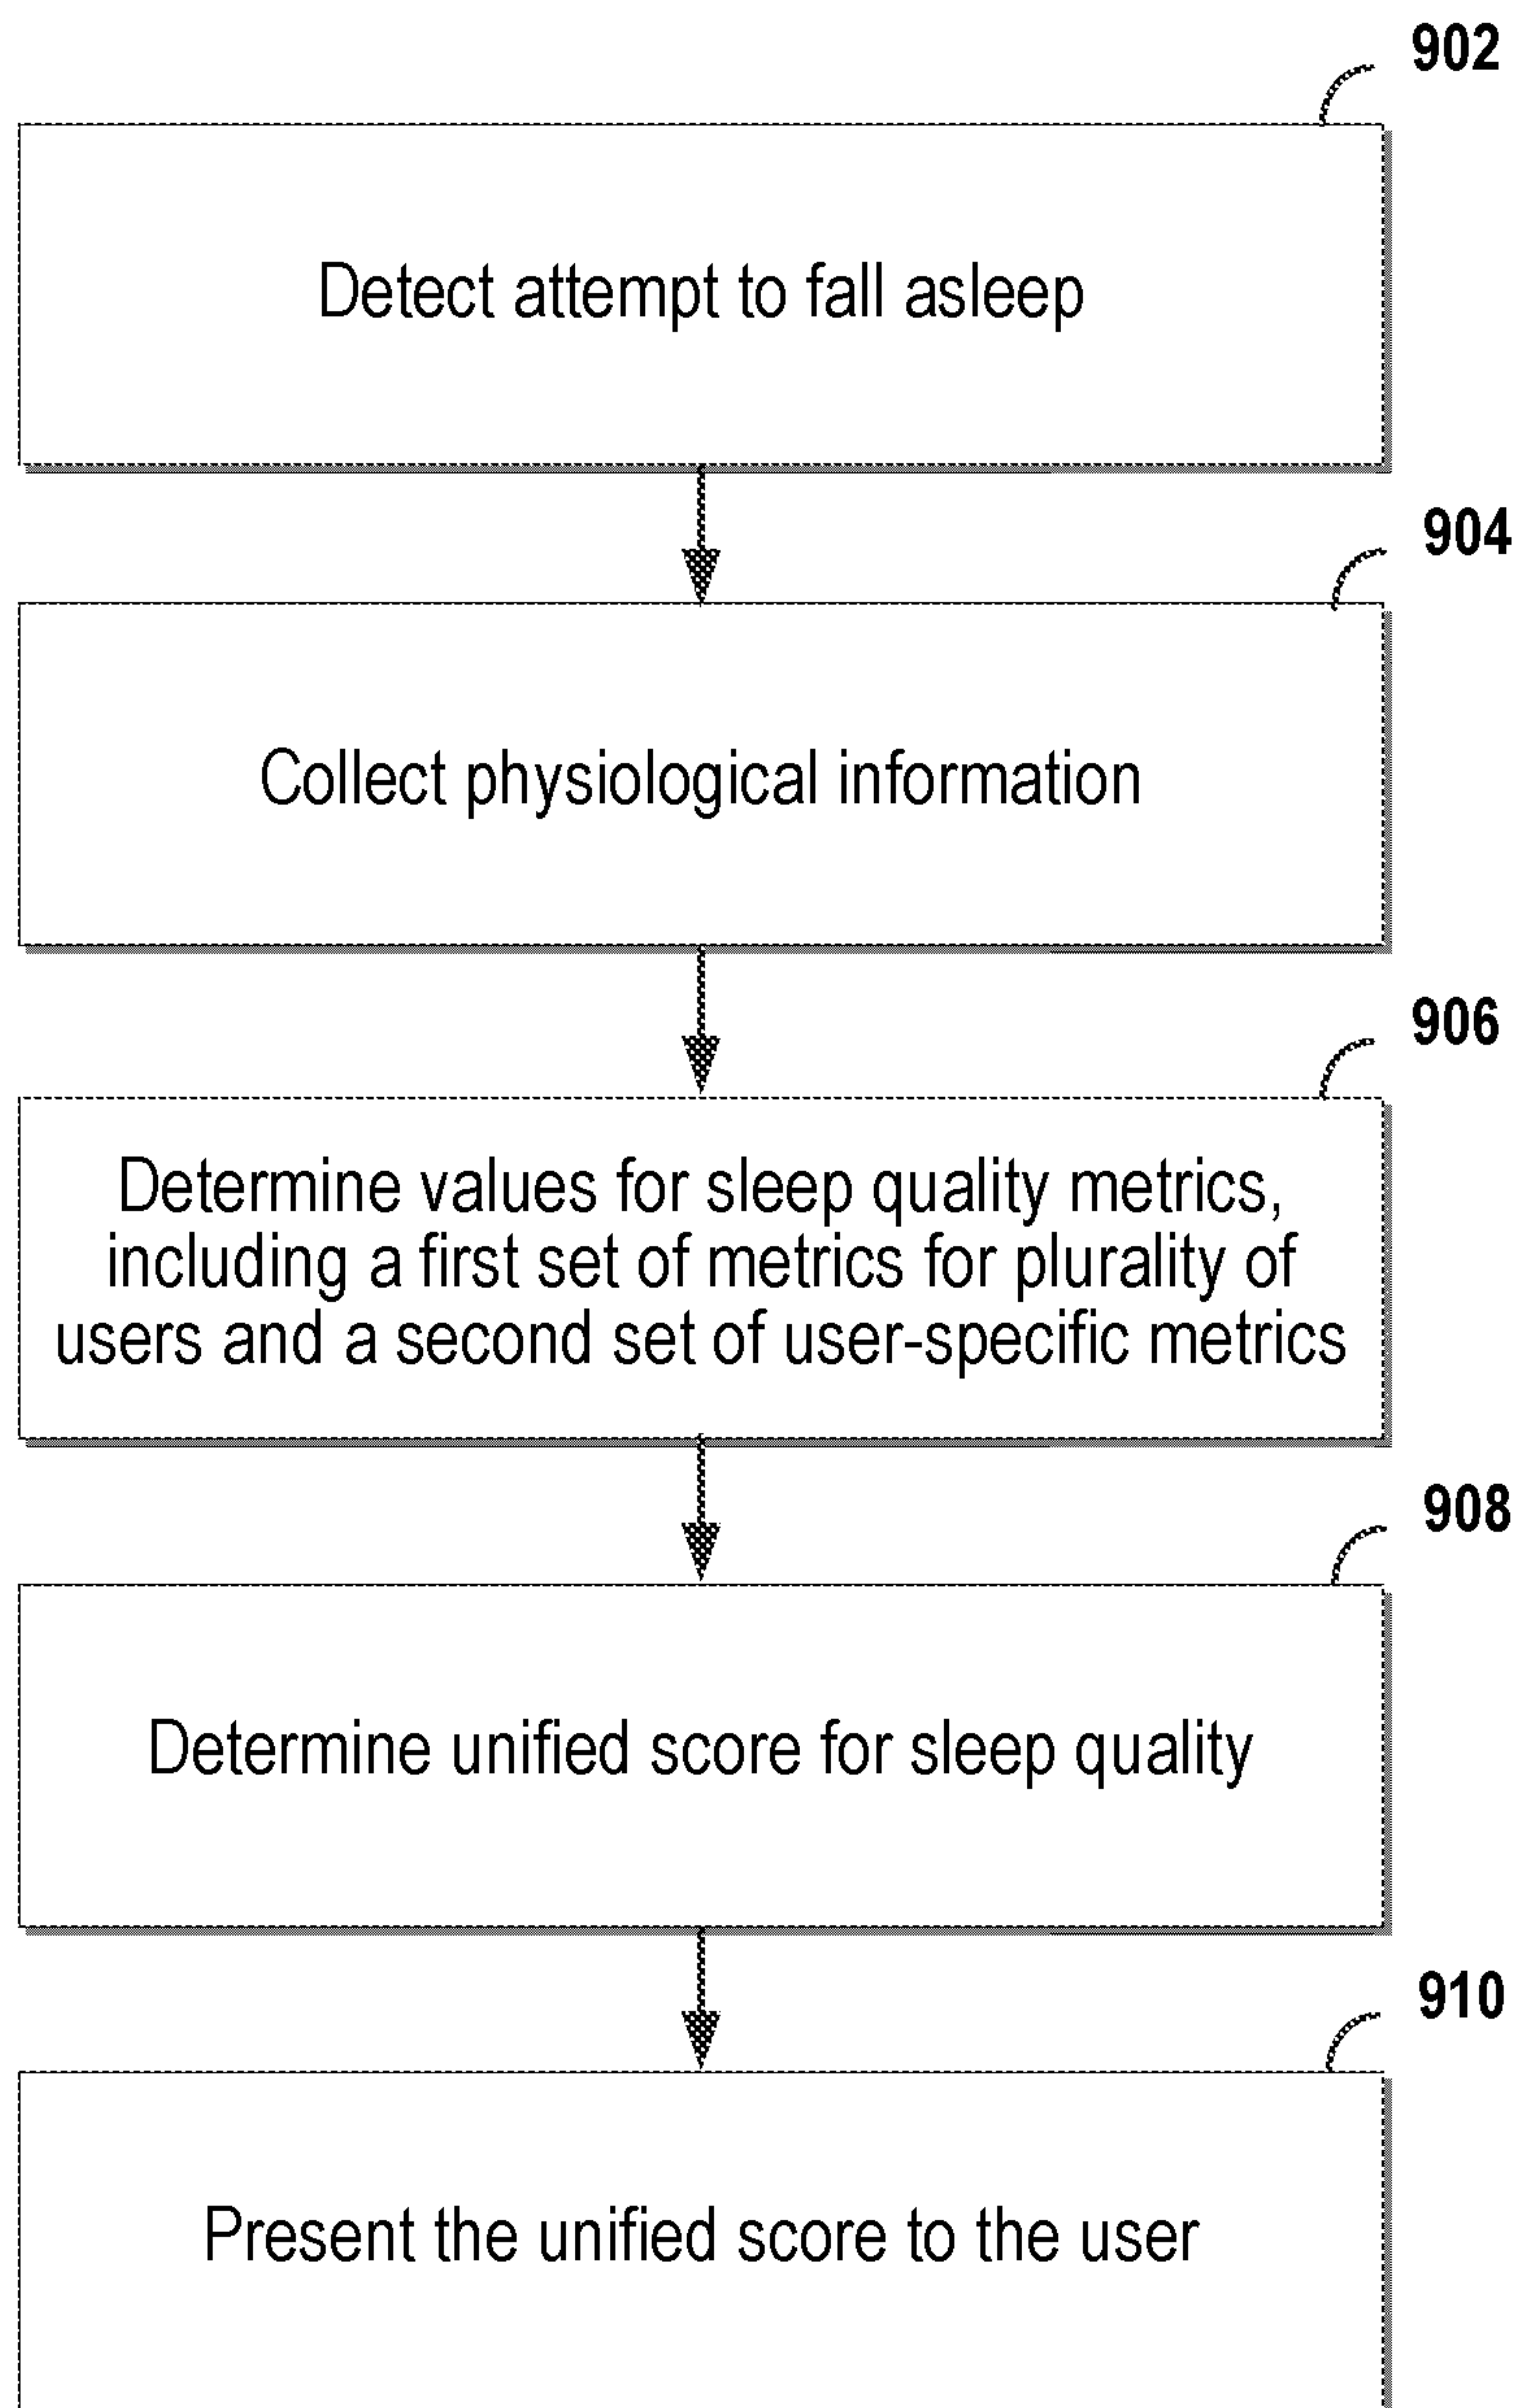 902
Detect attempt to fall asleep
904
Collect physiological information
906
Determine values for sleep quality metrics,
including a first set of metrics for plurality of
users and a second set of user-specific metrics
908
Determine unified score for sleep quality
910
Present the unified score to the user